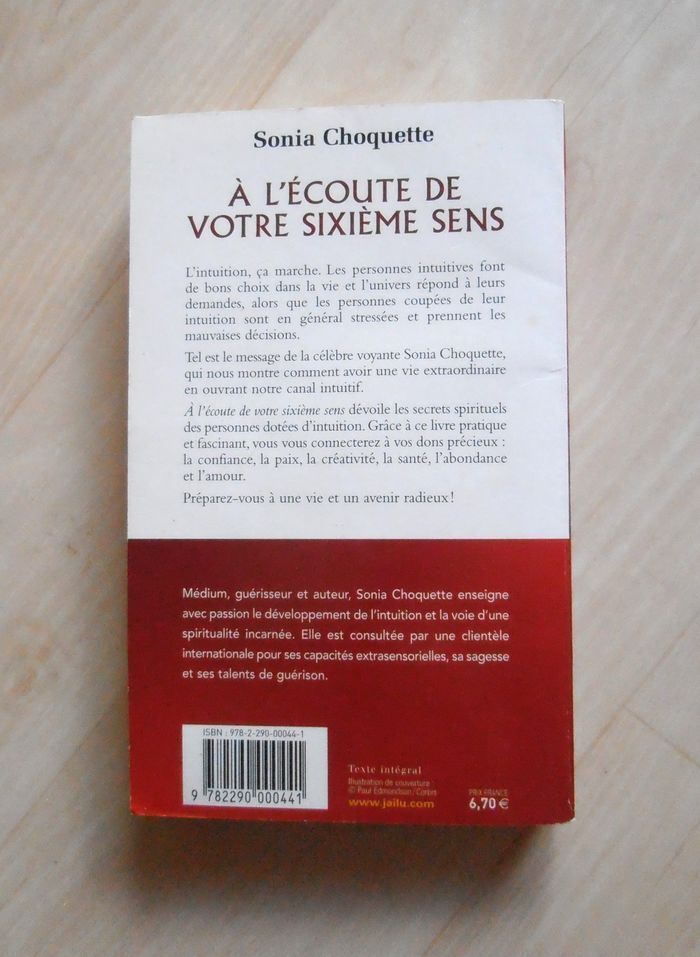 Sonia Choquette
À L'ÉCOUTE DE
VOTRE SIXIÈME SENS
L'intuition, ça marche. Les personnes intuitives font
de bons choix dans la vie et l'univers répond à leurs
demandes, alors que les personnes coupées de leur
intuition sont en général stressées et prennent les
mauvaises décisions.
Tel est le message de la célèbre voyante Sonia Choquette,
qui nous montre comment avoir une vie extraordinaire
en ouvrant notre canal intuitif.
À l'écoute de votre sixième sens dévoile les secrets spirituels
des personnes dotées d'intuition. Grâce à ce livre pratique
et fascinant, vous vous connecterez à vos dons précieux :
la confiance, la paix, la créativité, la santé, l'abondance
et l'amour.
Préparez-vous à une vie et un avenir radieux !
Médium, guérisseur et auteur, Sonia Choquette enseigne
avec passion le développement de l'intuition et la voie d'une
spiritualité incarnée. Elle est consultée par une clientèle
internationale pour ses capacités extrasensorielles, sa sagesse
et ses talents de guérison.
ISBN : 978-2-290-00044-1
9 782290 000441
Texte intégral
Illustration de couverture :
© Paul Edmondson/Corbis
www.jailu.com
PRIX FRANCE
6,70 €